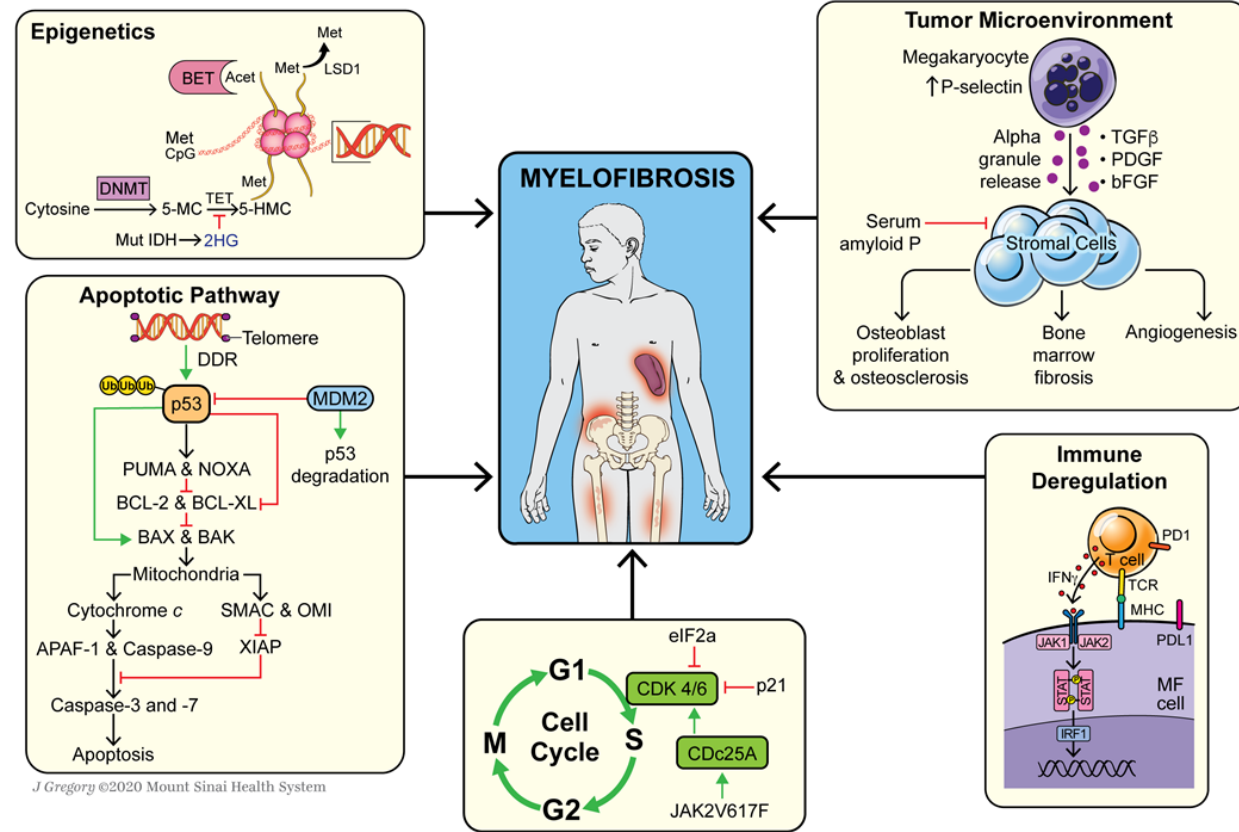 Epigenetics
Met
LSD1
Met
BET
Acet
Met
CpG
Met
DNMT
TET
Cytosine
5-MC
5-HMC
Mut IDH
2HG
Apoptotic Pathway
Telomere
DDR
Ub Ub Ub
p53
MDM2
p53
degradation
PUMA & NOXA
BCL-2 & BCL-XL
BAX & BAK
Mitochondria
Cytochrome c
SMAC & OMI
APAF-1 & Caspase-9
XIAP
Caspase-3 and -7
Apoptosis
J Gregory ©2020 Mount Sinai Health System
MYELOFIBROSIS
eIF2a
CDK 4/6
p21
G1
S
G2
M
Cell
Cycle
CDc25A
JAK2V617F
Tumor Microenvironment
Megakaryocyte
↑P-selectin
Alpha
granule
release
• TGFβ
• PDGF
• bFGF
Serum
amyloid P
Stromal Cells
Osteoblast
proliferation
& osteosclerosis
Bone
marrow
fibrosis
Angiogenesis
Immune
Deregulation
PD1
T cell
IFNγ
TCR
MHC
PDL1
JAK1
JAK2
STAT
P
P
STAT
MF
cell
IRF1